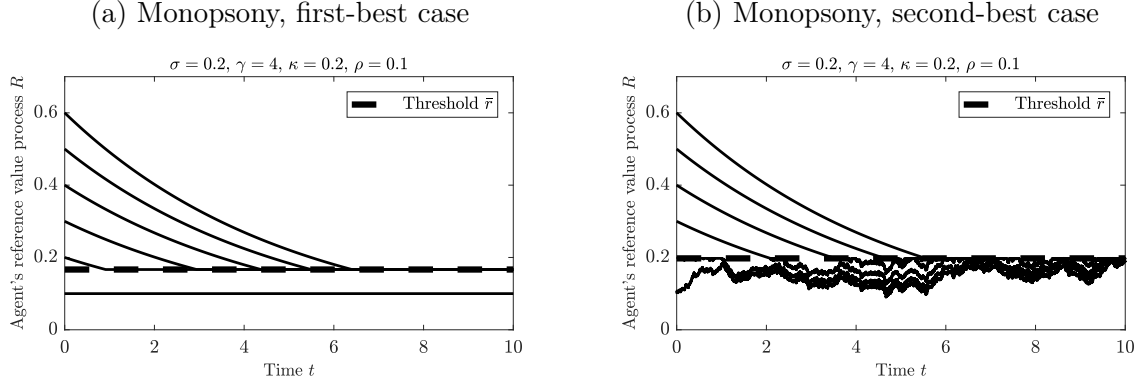 (a) Monopsony, first-best case
σ = 0.2, γ = 4, κ = 0.2, ρ = 0.1
Agent's reference value process R
Threshold r̄
0.6
0.4
0.2
0
0 2 4 6 8 10
Time t
(b) Monopsony, second-best case
σ = 0.2, γ = 4, κ = 0.2, ρ = 0.1
Agent's reference value process R
Threshold r̄
0.6
0.4
0.2
0
0 2 4 6 8 10
Time t